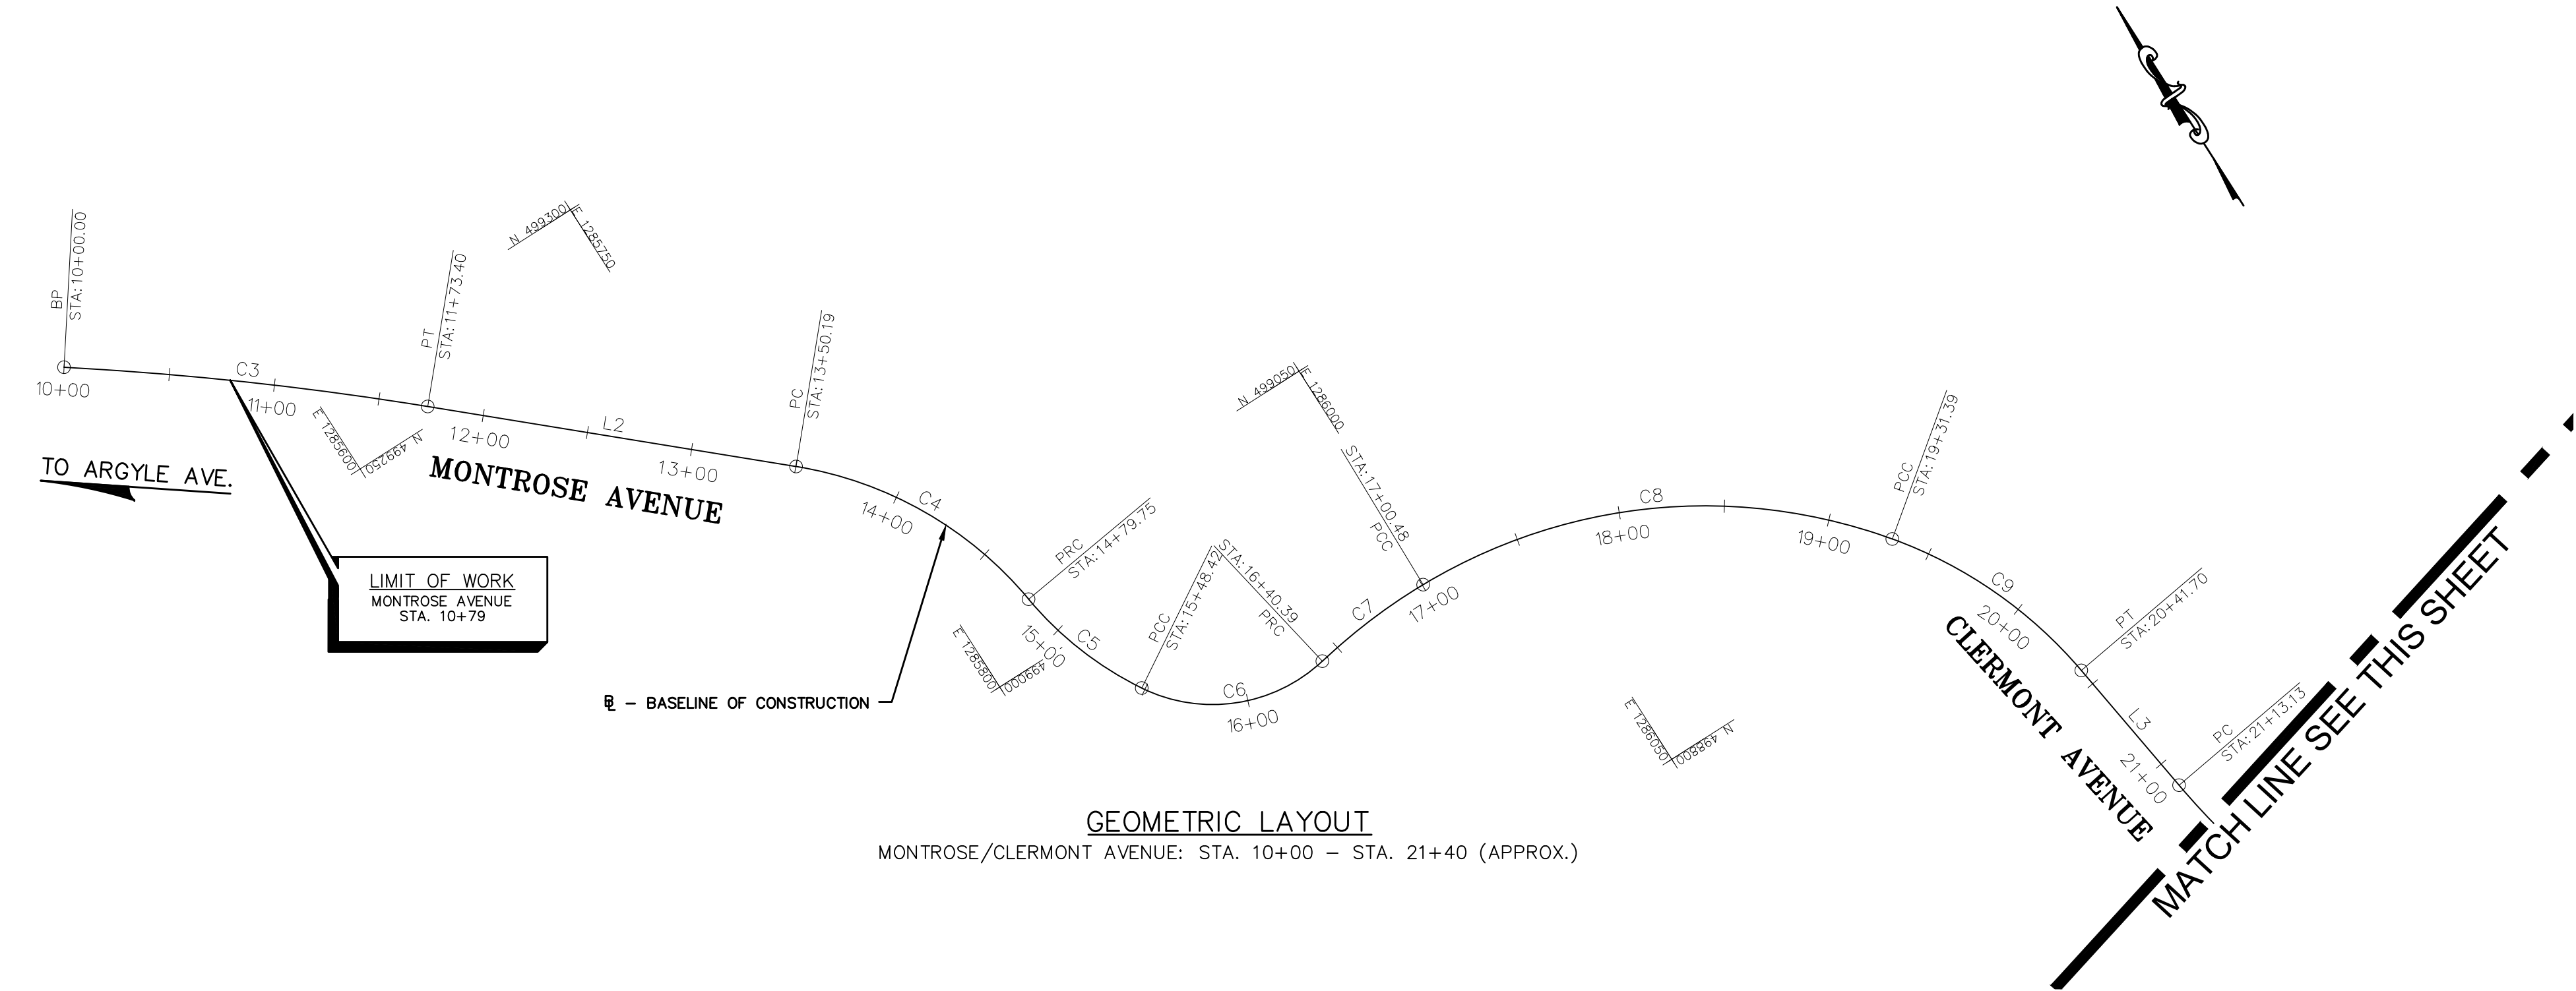 BP
STA:10+00.00
10+00
C3
11+00
TO ARGYLE AVE.
LIMIT OF WORK
MONTROSE AVENUE
STA. 10+79
E 1285600
N 499250
PT
STA:11+73.40
12+00
L2
N 499300
E 1285750
13+00
MONTROSE AVENUE
PC
STA:13+50.19
14+00
C4
℄ – BASELINE OF CONSTRUCTION
PRC
STA:14+79.75
15+00
C5
E 1285800
N 499000
PCC
STA:15+48.42
C6
16+00
STA:16+40.39
PRC
C7
N 499050
E 1286000
STA:17+00.48
PCC
17+00
C8
18+00
19+00
PCC
STA:19+31.39
C9
20+00
E 1286050
N 498800
PT
STA:20+41.70
CLERMONT AVENUE
L3
21+00
PC
STA:21+13.13
MATCH LINE SEE THIS SHEET
GEOMETRIC LAYOUT
MONTROSE/CLERMONT AVENUE: STA. 10+00 – STA. 21+40 (APPROX.)